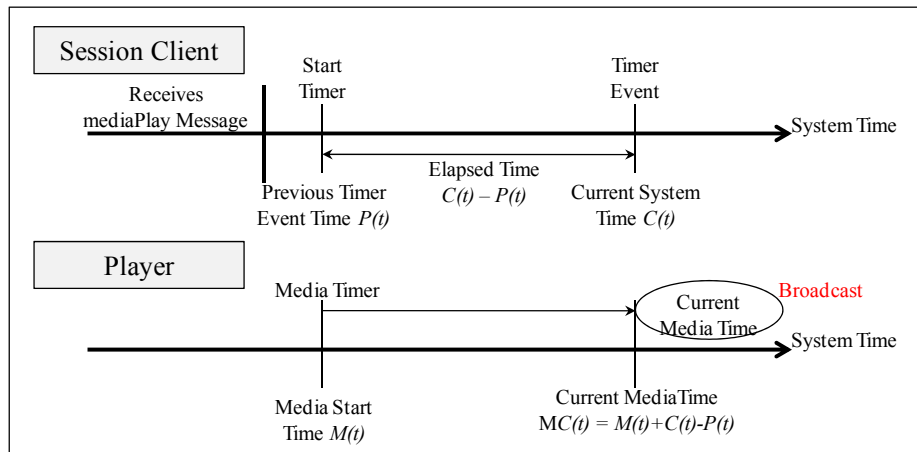 Session Client
Start
Timer
Timer
Event
Receives
mediaPlay Message
System Time
Elapsed Time
C(t) – P(t)
Previous Timer
Event Time P(t)
Current System
Time C(t)
Player
Media Timer
Current
Media Time
Broadcast
System Time
Media Start
Time M(t)
Current MediaTime
MC(t) = M(t)+C(t)-P(t)